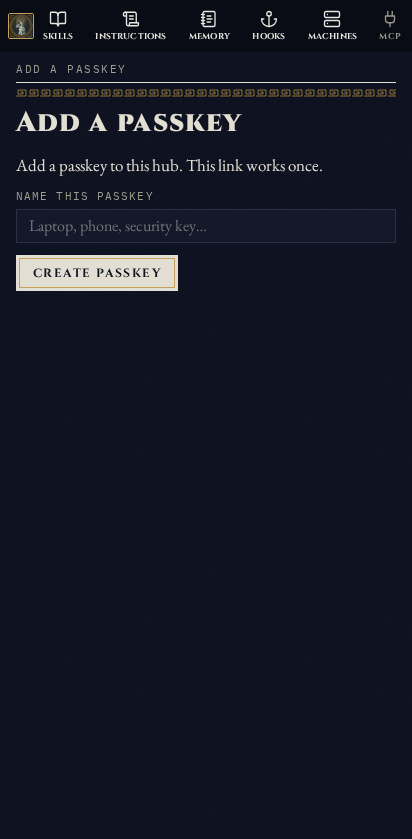 SKILLS
INSTRUCTIONS
MEMORY
HOOKS
MACHINES
MCP
ADD A PASSKEY
ADD A PASSKEY
Add a passkey to this hub. This link works once.
NAME THIS PASSKEY
Laptop, phone, security key...
CREATE PASSKEY